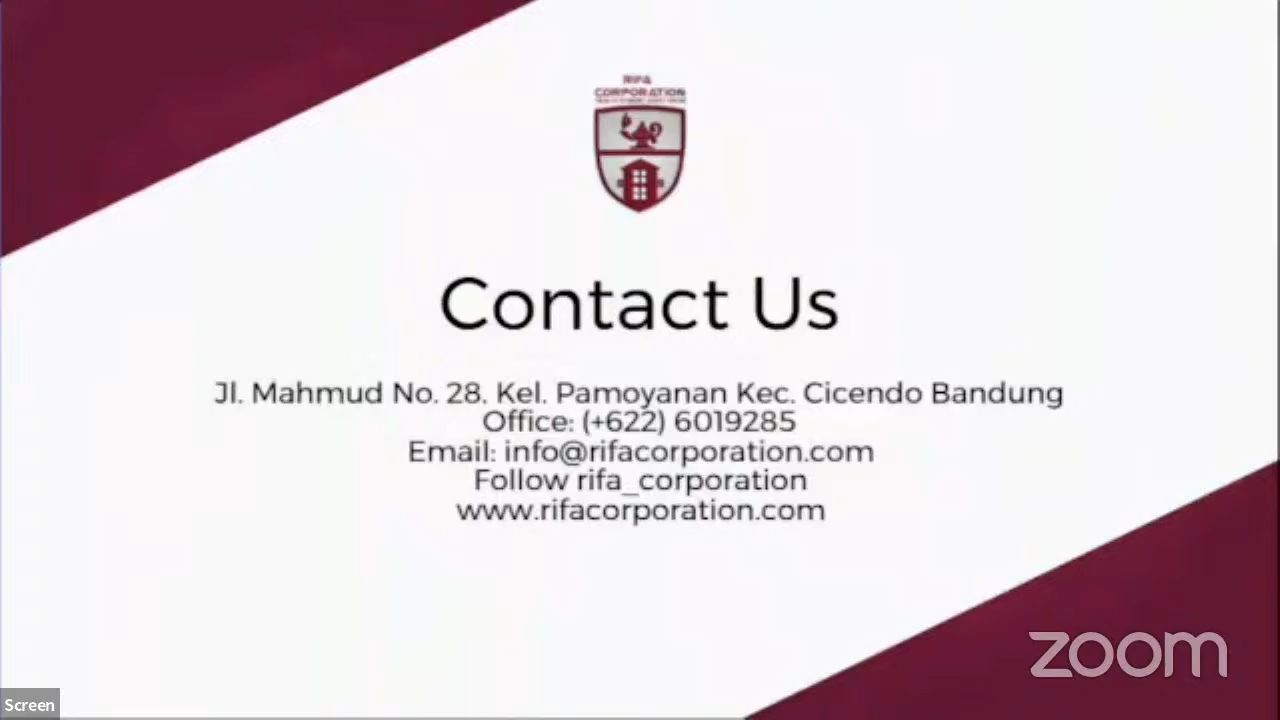 RIFA
CORPORATION
Contact Us
Jl. Mahmud No. 28. Kel. Pamoyanan Kec. Cicendo Bandung
Office: (+622) 6019285
Email: info@rifacorporation.com
Follow rifa_corporation
www.rifacorporation.com
zoom
Screen